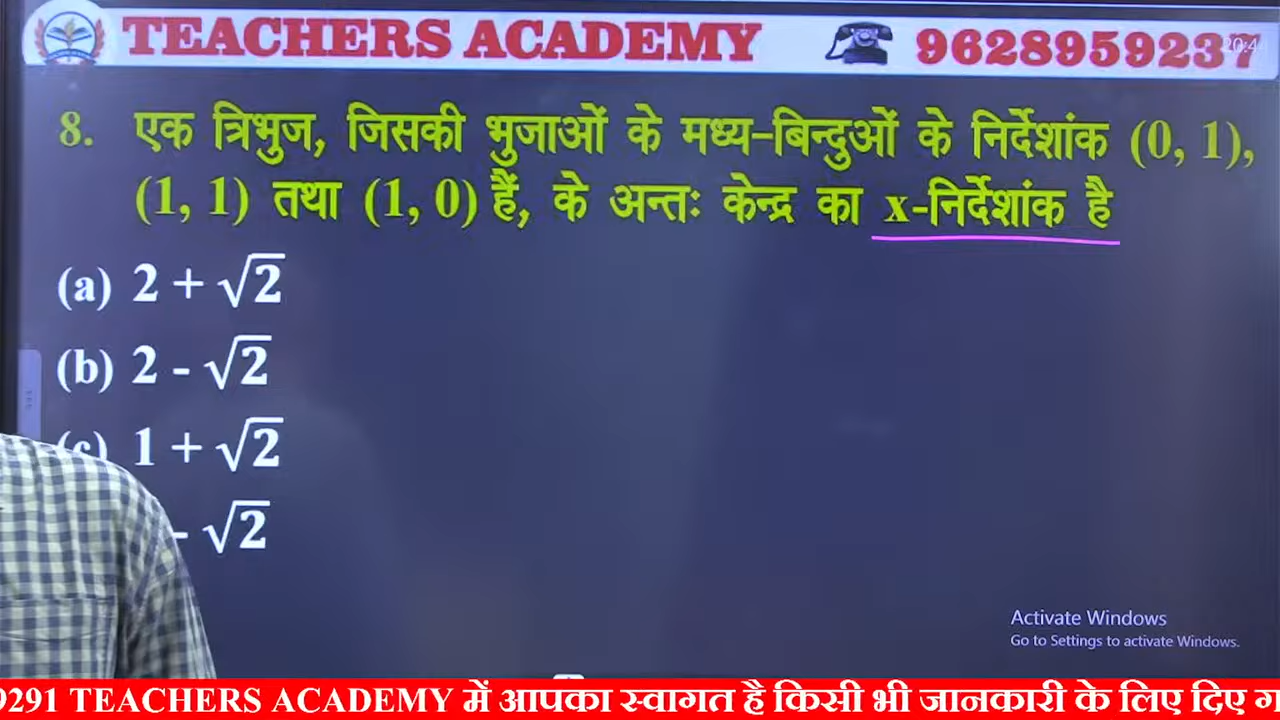 TEACHERS ACADEMY 9628959237
8. एक त्रिभुज, जिसकी भुजाओं के मध्य-बिन्दुओं के निर्देशांक (0, 1),
(1, 1) तथा (1, 0) हैं, के अन्तः केन्द्र का x-निर्देशांक है
(a) 2 + √2
(b) 2 - √2
(c) 1 + √2
- √2
Activate Windows
Go to Settings to activate Windows.
9291 TEACHERS ACADEMY में आपका स्वागत है किसी भी जानकारी के लिए दिए ग